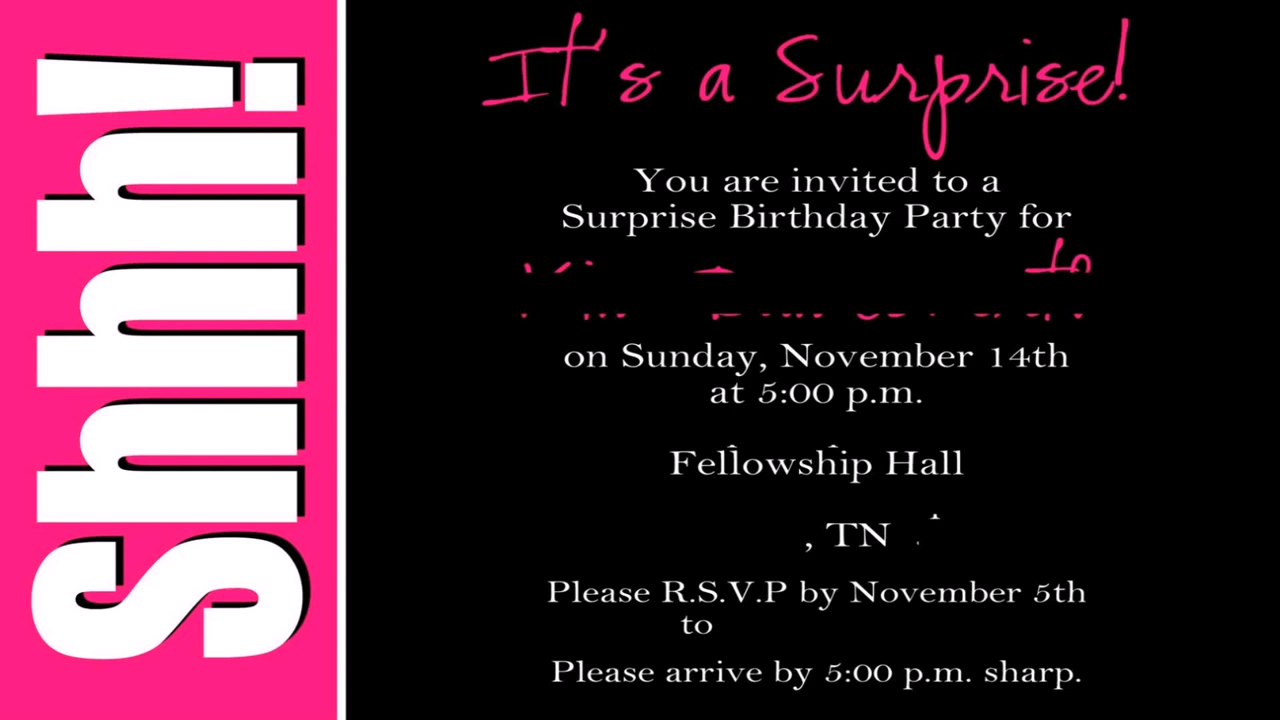 Shhh!
It's a Surprise!
You are invited to a
Surprise Birthday Party for
on Sunday, November 14th
at 5:00 p.m.
Fellowship Hall
, TN
Please R.S.V.P by November 5th
to
Please arrive by 5:00 p.m. sharp.